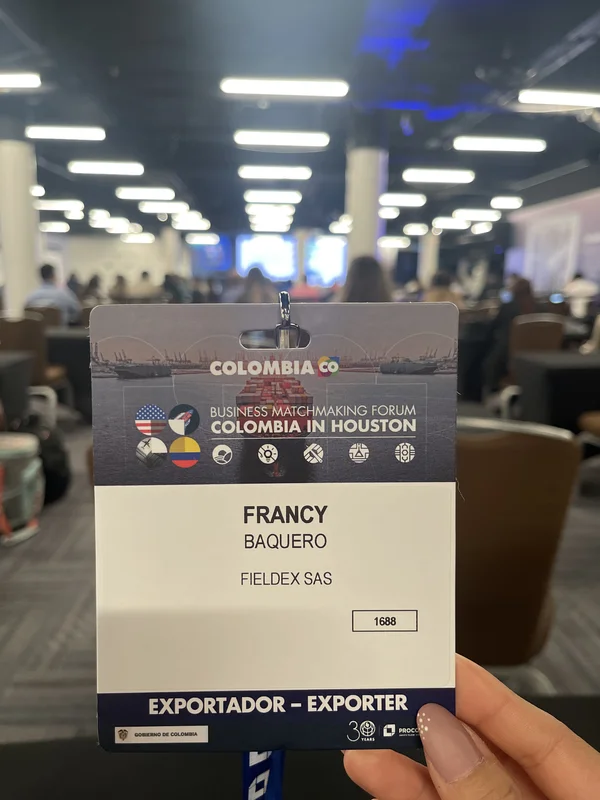 COLOMBIA CO
BUSINESS MATCHMAKING FORUM
COLOMBIA IN HOUSTON
FRANCY
BAQUERO
FIELDEX SAS
1688
EXPORTADOR – EXPORTER
GOBIERNO DE COLOMBIA
30
YEARS